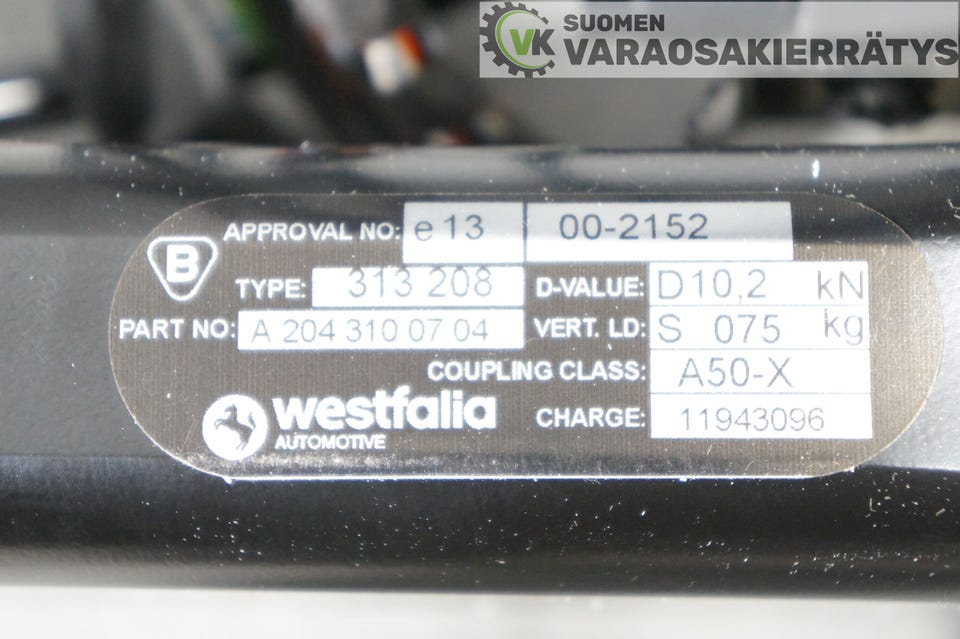 SUOMEN
VK VARAOSAKIERRÄTYS
APPROVAL NO: e13 00-2152
B
TYPE: 313 208 D-VALUE: D10,2 kN
PART NO: A 204 310 07 04 VERT. LD: S 075 kg
COUPLING CLASS: A50-X
westfalia
AUTOMOTIVE
CHARGE: 11943096